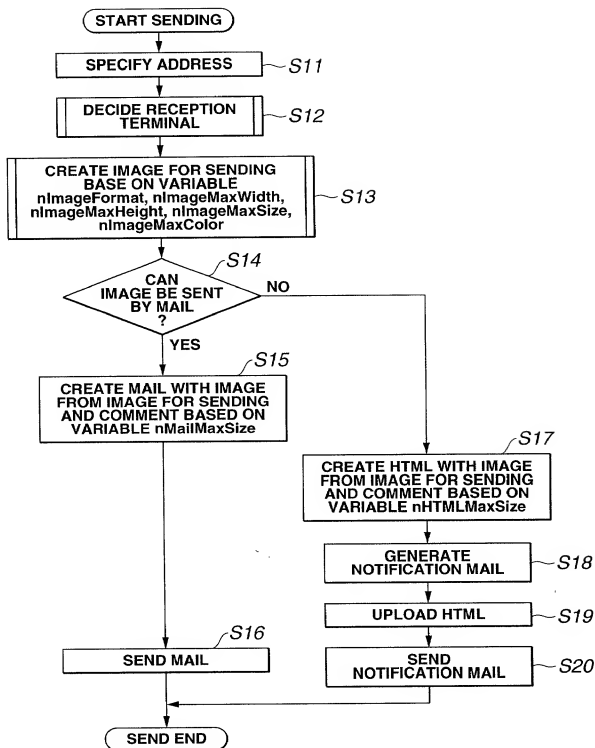 START SENDING
SPECIFY ADDRESS
S11
DECIDE RECEPTION
TERMINAL
S12
CREATE IMAGE FOR SENDING
BASE ON VARIABLE
nImageFormat, nImageMaxWidth,
nImageMaxHeight, nImageMaxSize,
nImageMaxColor
S13
S14
CAN
IMAGE BE SENT
BY MAIL
?
NO
YES
S15
CREATE MAIL WITH IMAGE
FROM IMAGE FOR SENDING
AND COMMENT BASED ON
VARIABLE nMailMaxSize
S17
CREATE HTML WITH IMAGE
FROM IMAGE FOR SENDING
AND COMMENT BASED ON
VARIABLE nHTMLMaxSize
GENERATE
NOTIFICATION MAIL
S18
UPLOAD HTML
S19
S16
SEND MAIL
SEND
NOTIFICATION MAIL
S20
SEND END